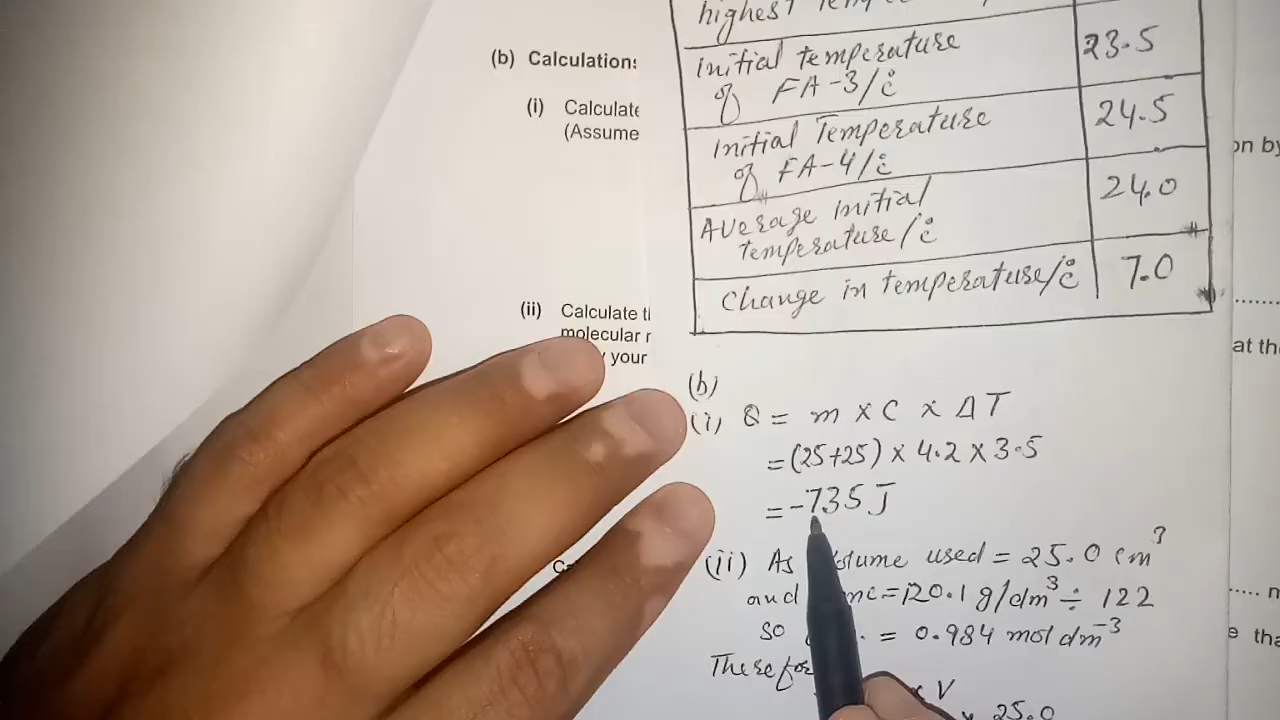 highest
Initial temperature
of FA-3/°C
23.5
Initial Temperature
of FA-4/°C
24.5
Average initial
temperature/°C
24.0
Change in temperature/°C
7.0
(b) Calculations
(i) Calculate
(Assume
(ii) Calculate
molecular
your
on by
at the
(b)
(i) Q = m × C × ΔT
= (25+25) × 4.2 × 3.5
= -735 J
(ii) As volume used = 25.0 cm³
and = 120.1 g/dm³ ÷ 122
so = 0.984 mol dm⁻³
× V
× 25.0